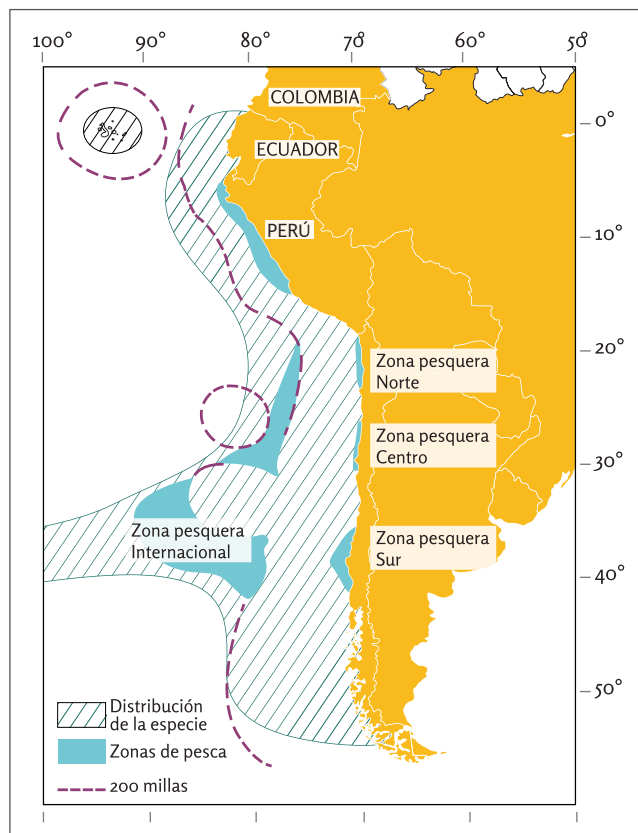 100° 90° 80° 70° 60° 50°
COLOMBIA
0°
ECUADOR
PERÚ
10°
Zona pesquera
Norte
20°
Zona pesquera
Centro
30°
Zona pesquera
Internacional
Zona pesquera
Sur
40°
50°
Distribución
de la especie
Zonas de pesca
200 millas